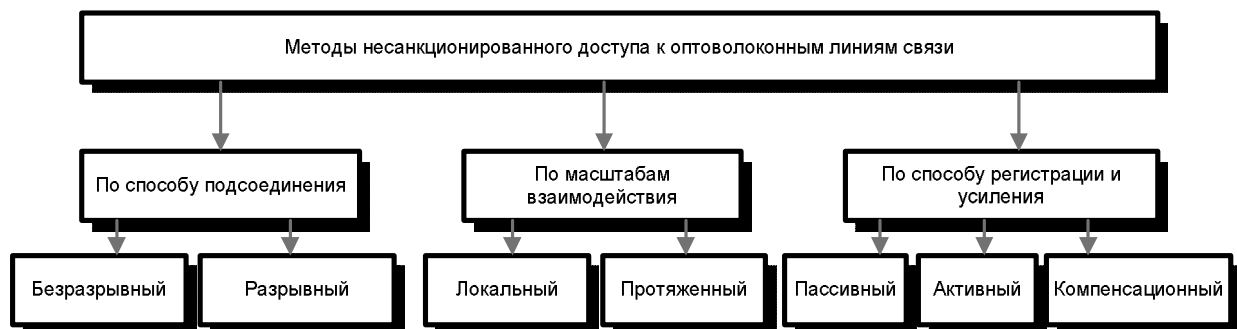 Методы несанкционированного доступа к оптоволоконным линиям связи
По способу подсоединения
По масштабам
взаимодействия
По способу регистрации и
усиления
Безразрывный
Разрывный
Локальный
Протяженный
Пассивный
Активный
Компенсационный